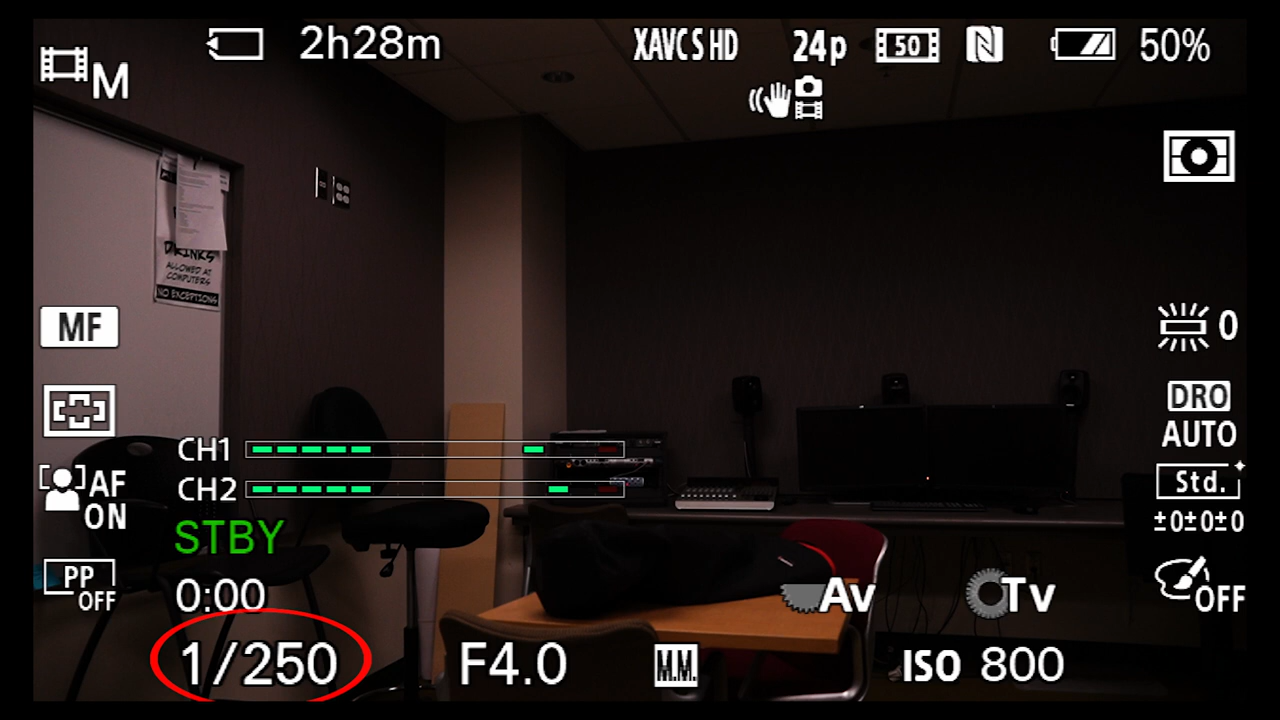 2h28m XAVC S HD 24p 50 N 50%
M
DRINKS
ALLOWED AT
COMPUTERS
NO EXCEPTIONS
MF
0
DRO
AUTO
AF
ON
CH1
CH2
Std.
±0±0±0
STBY
PP
OFF
0:00
Av Tv
OFF
1/250 F4.0 M.M. ISO 800